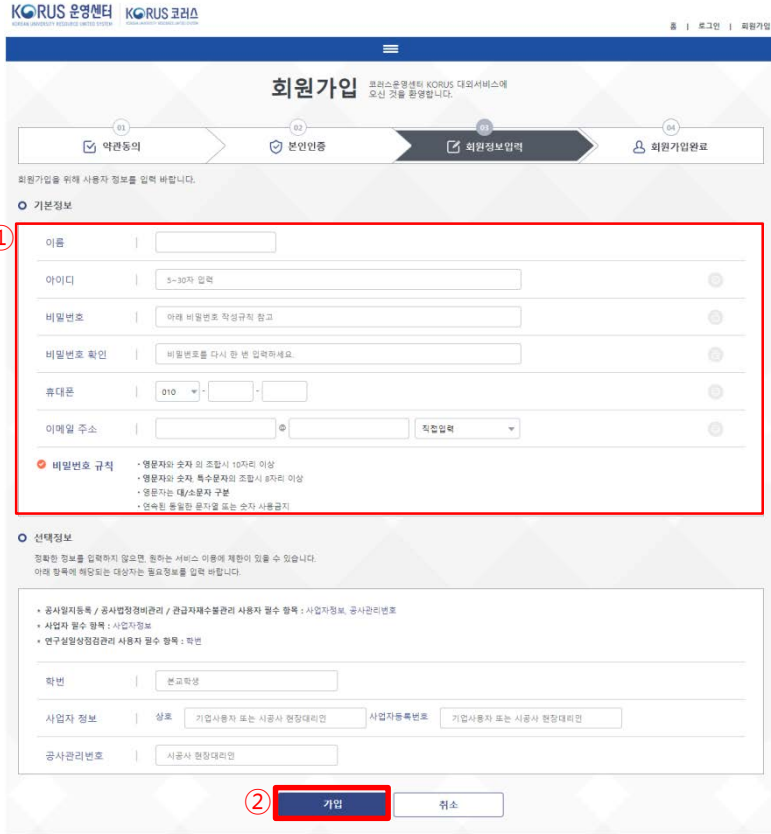 KORUS 운영센터 KORUS 코러스
홈 | 로그인 | 회원가입
회원가입 코러스운영센터 KORUS 대외서비스에
오신 것을 환영합니다.
01 02 03 04
약관동의 본인인증 회원정보입력 회원가입완료
회원가입을 위해 사용자 정보를 입력 바랍니다.
기본정보
①
이름 |
아이디 | 5~30자 입력
비밀번호 | 아래 비밀번호 작성규칙 참고
비밀번호 확인 | 비밀번호를 다시 한 번 입력하세요.
휴대폰 | 010 - -
이메일 주소 | @ 직접입력
비밀번호 규칙 • 영문자와 숫자 의 조합시 10자리 이상
• 영문자와 숫자, 특수문자의 조합시 8자리 이상
• 영문자는 대/소문자 구분
• 연속된 동일한 문자열 또는 숫자 사용금지
선택정보
정확한 정보를 입력하지 않으면, 원하는 서비스 이용에 제한이 있을 수 있습니다.
아래 항목에 해당되는 대상자는 필요정보를 입력 바랍니다.
• 공사일지등록 / 공사법정경비관리 / 관급자재수불관리 사용자 필수 항목 : 사업자정보, 공사관리번호
• 사업자 필수 항목 : 사업자정보
• 연구실일상점검관리 사용자 필수 항목 : 학번
학번 | 본교학생
사업자 정보 | 상호 기업사용자 또는 시공사 현장대리인 사업자등록번호 기업사용자 또는 시공사 현장대리인
공사관리번호 | 시공사 현장대리인
② 가입 취소